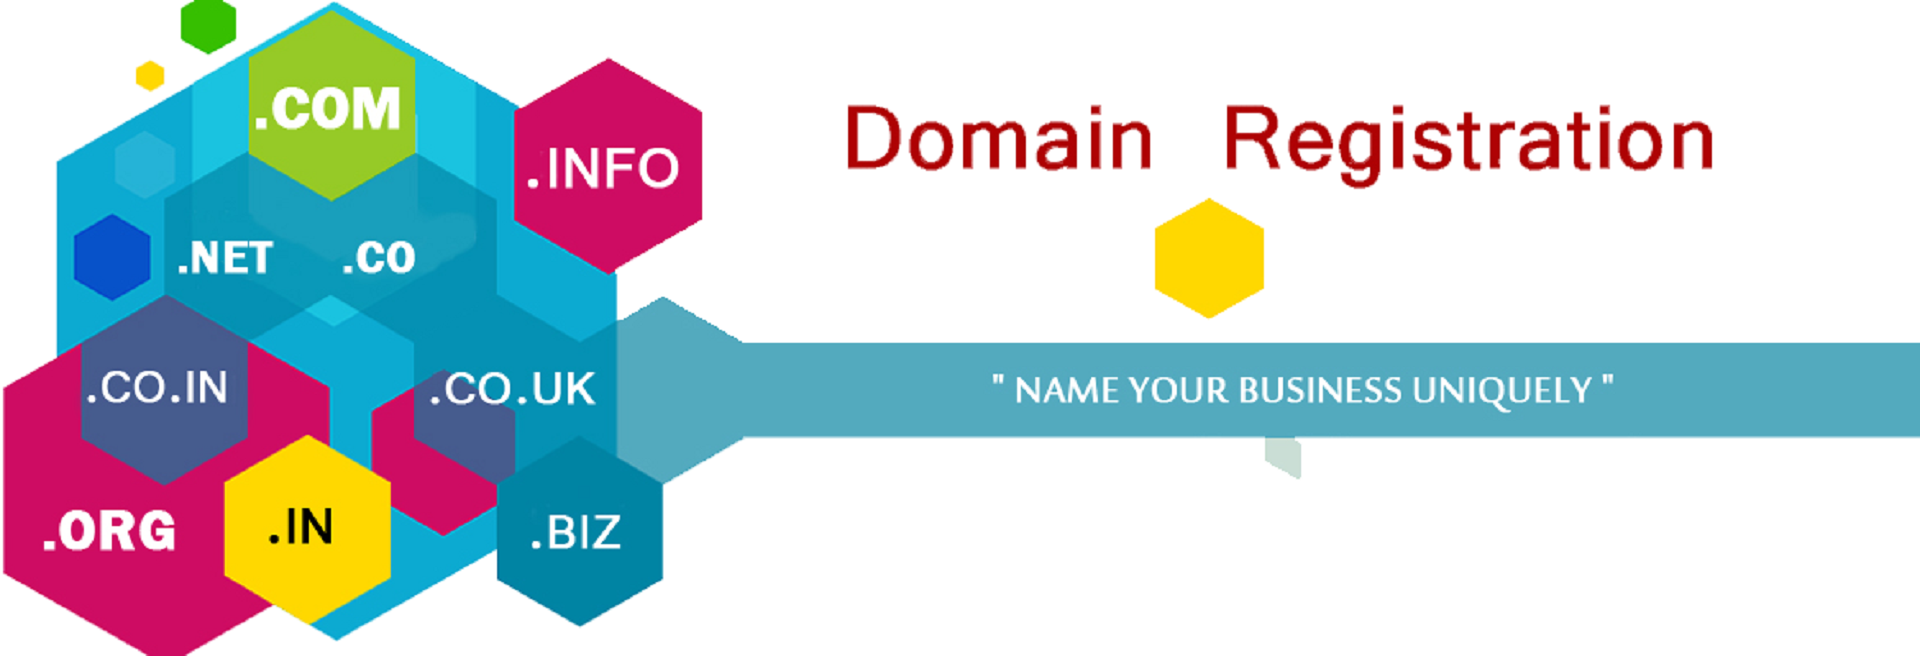 .COM
.INFO
.NET
.CO
.CO.IN
.CO.UK
.ORG
.IN
.BIZ
Domain Registration
" NAME YOUR BUSINESS UNIQUELY "